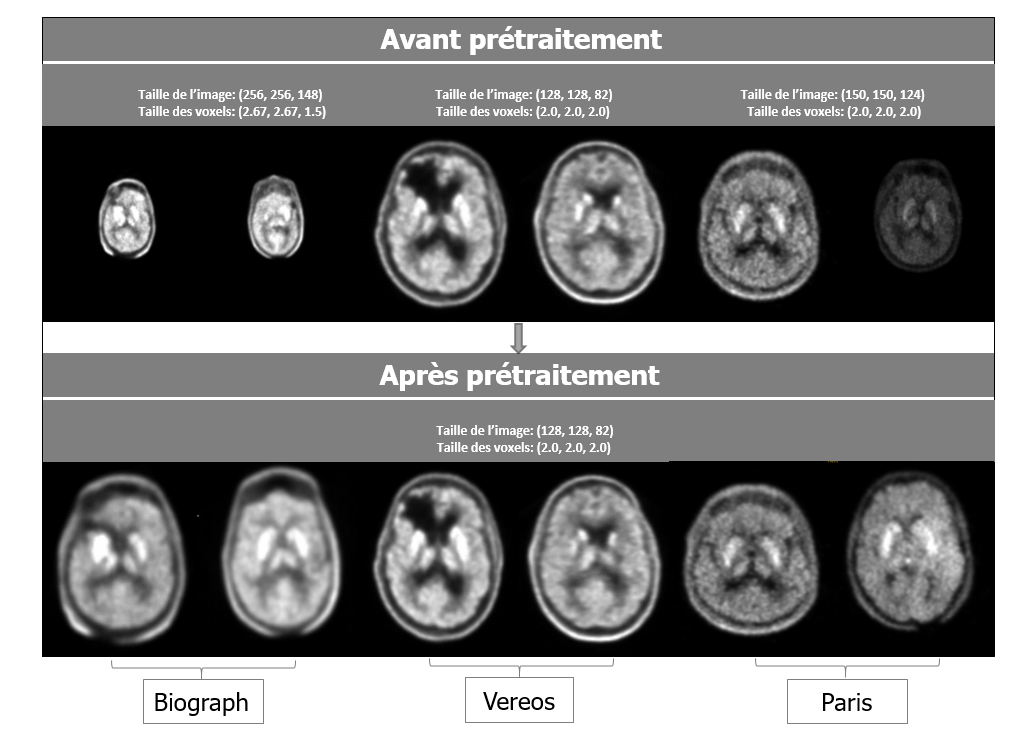 Avant prétraitement
Taille de l'image: (256, 256, 148)
Taille des voxels: (2.67, 2.67, 1.5)
Taille de l'image: (128, 128, 82)
Taille des voxels: (2.0, 2.0, 2.0)
Taille de l'image: (150, 150, 124)
Taille des voxels: (2.0, 2.0, 2.0)
Après prétraitement
Taille de l'image: (128, 128, 82)
Taille des voxels: (2.0, 2.0, 2.0)
Biograph
Vereos
Paris